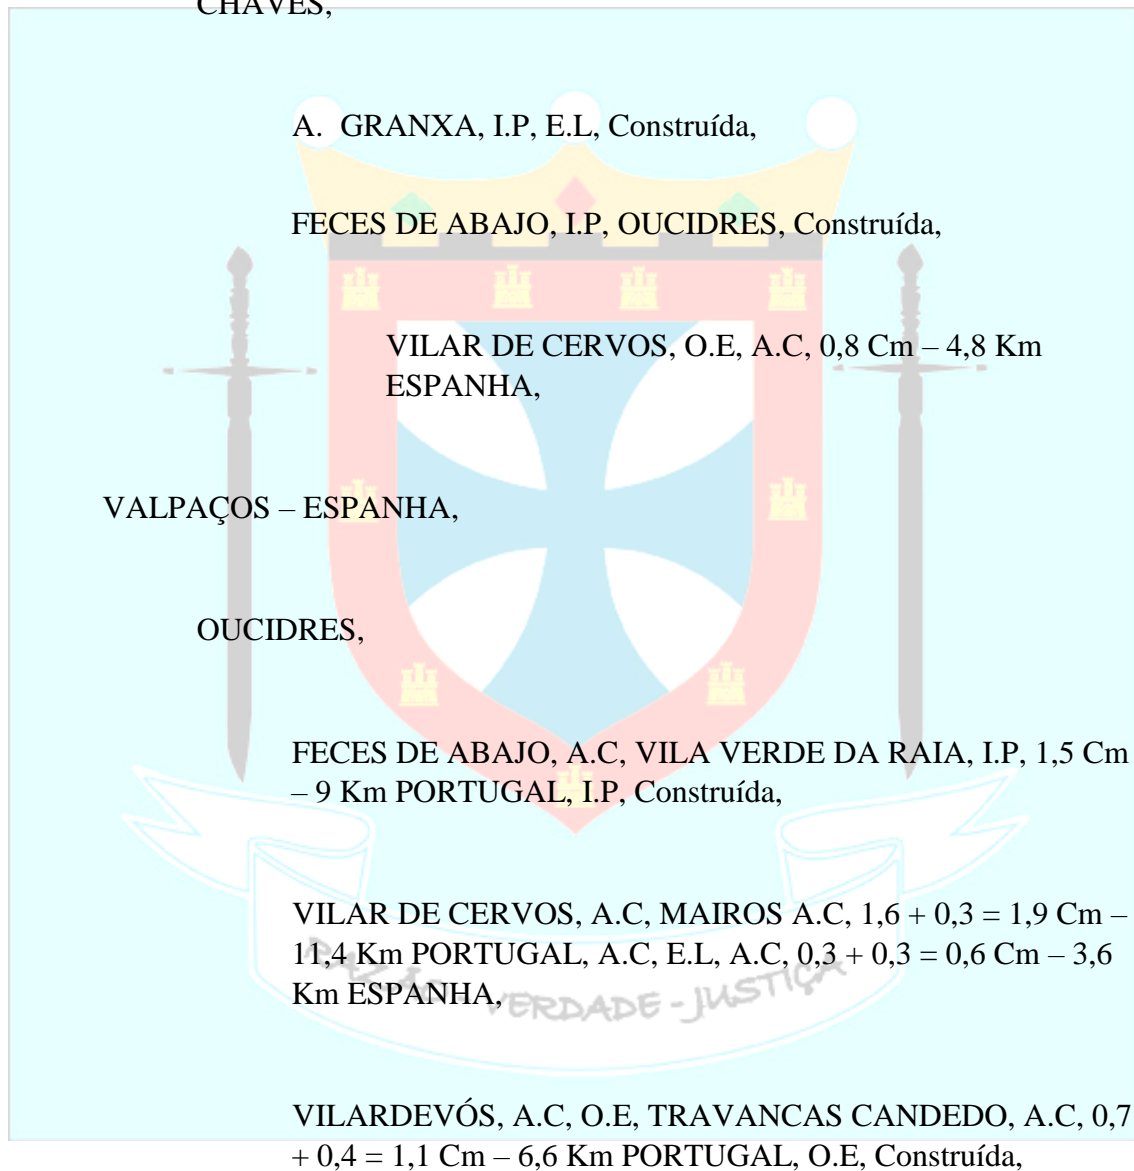 CHAVES,
A. GRANXA, I.P, E.L, Construída,
FECES DE ABAJO, I.P, OUCIDRES, Construída,
VILAR DE CERVOS, O.E, A.C, 0,8 Cm – 4,8 Km
ESPANHA,
VALPAÇOS – ESPANHA,
OUCIDRES,
FECES DE ABAJO, A.C, VILA VERDE DA RAIA, I.P, 1,5 Cm
– 9 Km PORTUGAL, I.P, Construída,
VILAR DE CERVOS, A.C, MAIROS A.C, 1,6 + 0,3 = 1,9 Cm –
11,4 Km PORTUGAL, A.C, E.L, A.C, 0,3 + 0,3 = 0,6 Cm – 3,6
Km ESPANHA,
RAZÃO - VERDADE - JUSTIÇA
VILARDEVÓS, A.C, O.E, TRAVANCAS CANDEDO, A.C, 0,7
+ 0,4 = 1,1 Cm – 6,6 Km PORTUGAL, O.E, Construída,